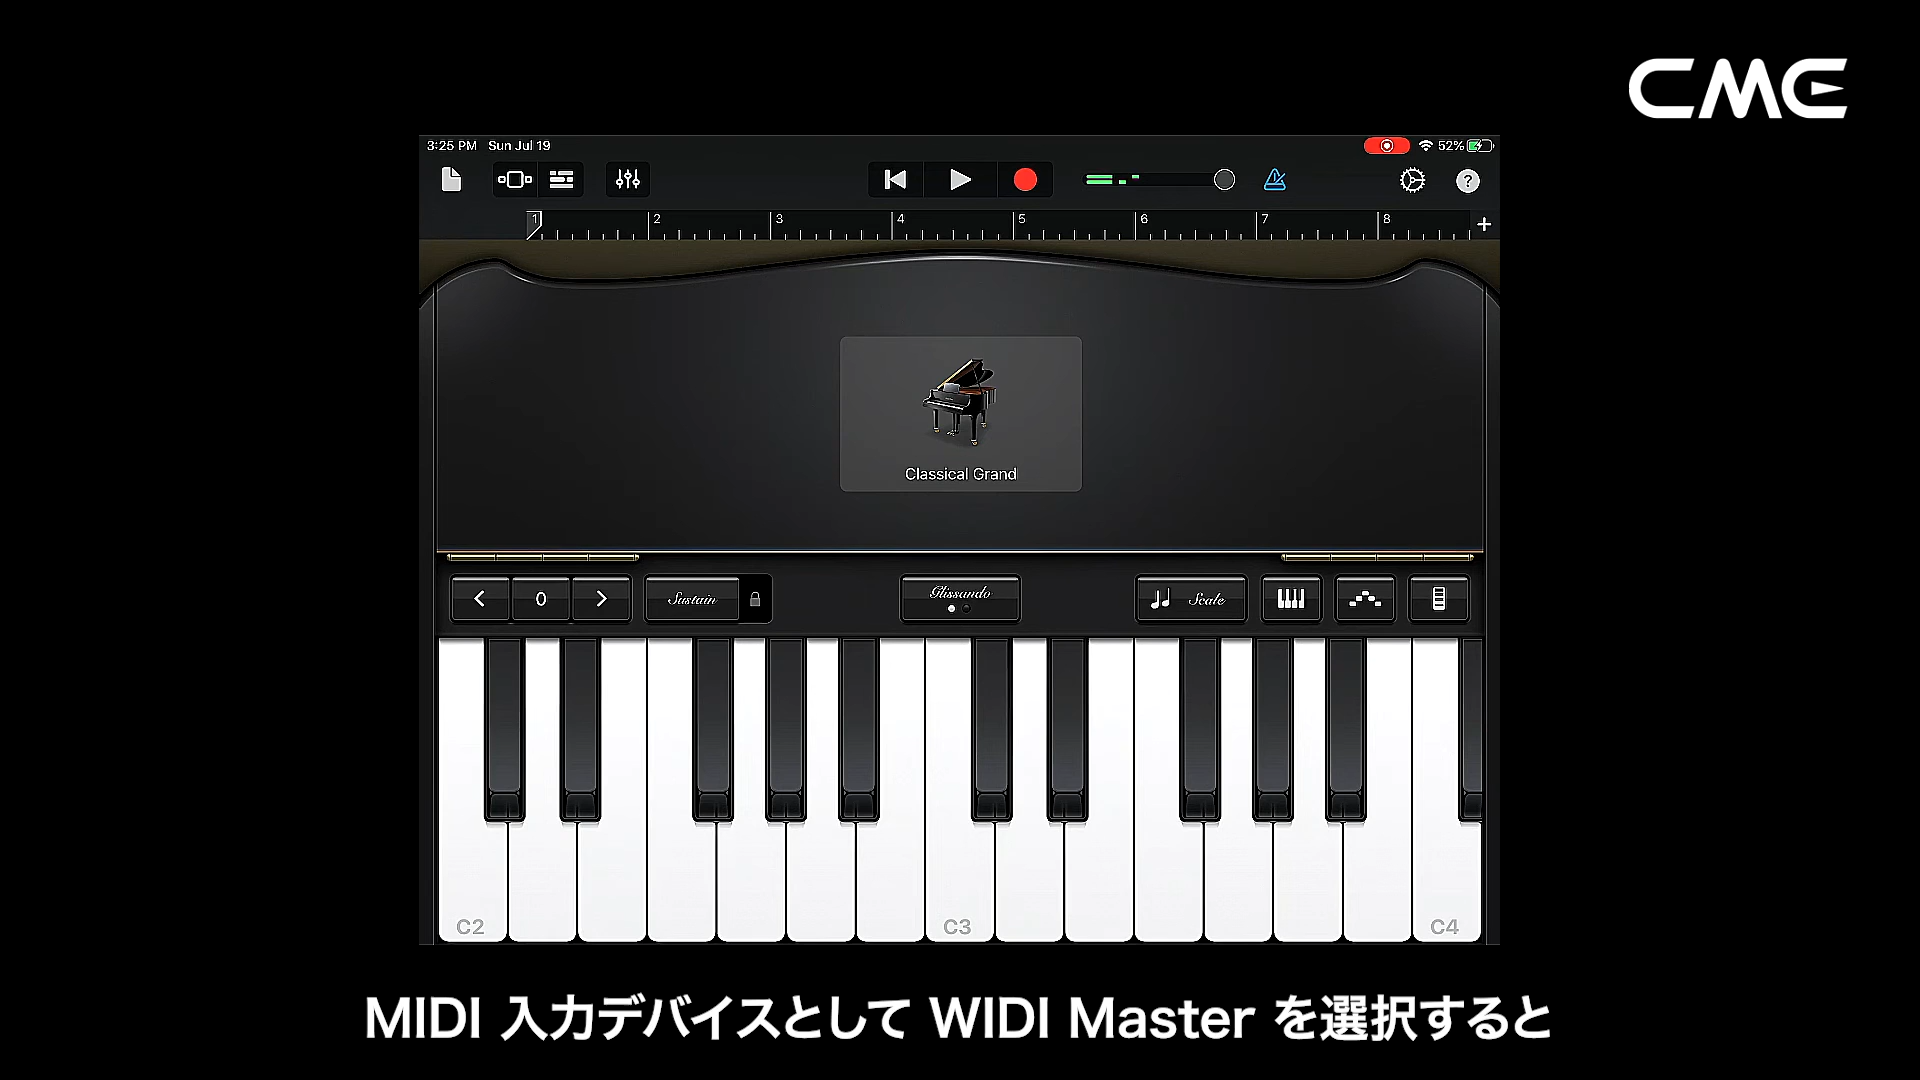 CME
3:25 PM Sun Jul 19
52%
1 2 3 4 5 6 7 8 +
Classical Grand
0 Sustain Glissando Scale
C2 C3 C4
MIDI 入力デバイスとして WIDI Master を選択すると